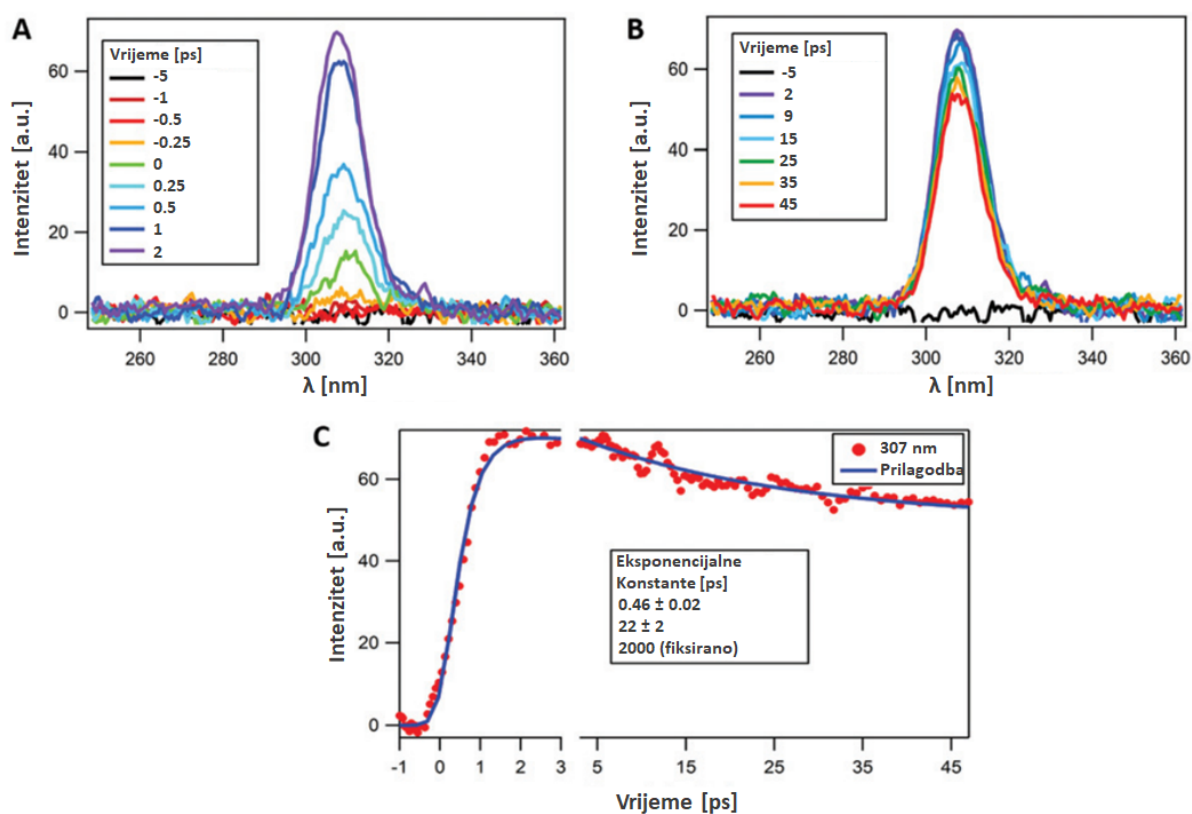 A
Vrijeme [ps]
-5
-1
-0.5
-0.25
0
0.25
0.5
1
2
Intenzitet [a.u.]
60
40
20
0
260
280
300
320
340
360
λ [nm]
B
Vrijeme [ps]
-5
2
9
15
25
35
45
Intenzitet [a.u.]
60
40
20
0
260
280
300
320
340
360
λ [nm]
C
307 nm
Prilagodba
Eksponencijalne
Konstante [ps]
0.46 ± 0.02
22 ± 2
2000 (fiksirano)
Intenzitet [a.u.]
60
40
20
0
-1
0
1
2
3
5
15
25
35
45
Vrijeme [ps]